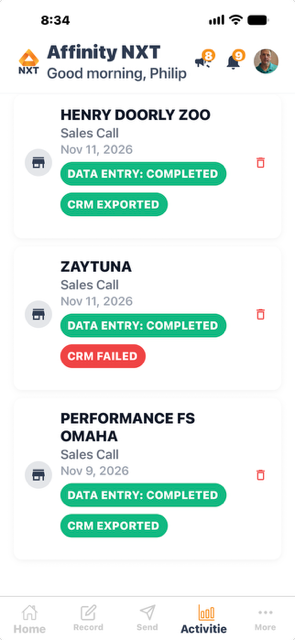 8:34
NXT
Affinity NXT
Good morning, Philip
8
9
HENRY DOORLY ZOO
Sales Call
Nov 11, 2026
DATA ENTRY: COMPLETED
CRM EXPORTED
ZAYTUNA
Sales Call
Nov 11, 2026
DATA ENTRY: COMPLETED
CRM FAILED
PERFORMANCE FS
OMAHA
Sales Call
Nov 9, 2026
DATA ENTRY: COMPLETED
CRM EXPORTED
Home Record Send Activitie More